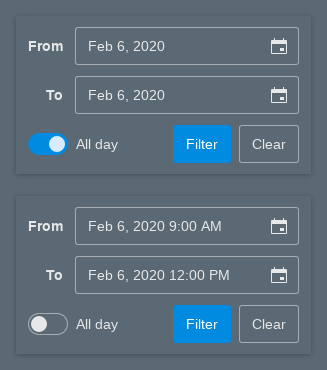 From Feb 6, 2020
To Feb 6, 2020
All day Filter Clear
From Feb 6, 2020 9:00 AM
To Feb 6, 2020 12:00 PM
All day Filter Clear